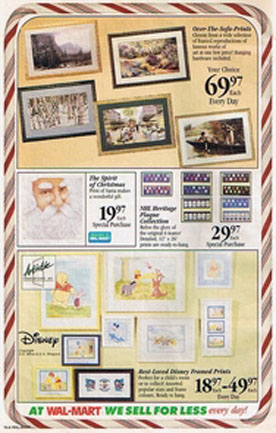 Over-The-Sofa-Prints
Choose from a wide selection
of framed reproductions of
famous works of
art at one low price! Hanging
hardware included.
Your Choice
69.97
Each
Every Day
The Spirit
of Christmas
Print of Santa makes
a wonderful gift.
19.97
Each
Special Purchase
WAL-MART
Heritage
Plaque
Collection
Relive the glory of
the original
Detailed,
prints are ready-to-hang.
29.97
Each
Special Purchase
Artistic
DISNEY
Best-Loved Disney Framed Prints
Perfect for a child's room
or to collect! Assorted
popular sizes and frame
colours. Ready to hang.
18.97-49.97
Each
Every Day
AT WAL-MART WE SELL FOR LESS every day!